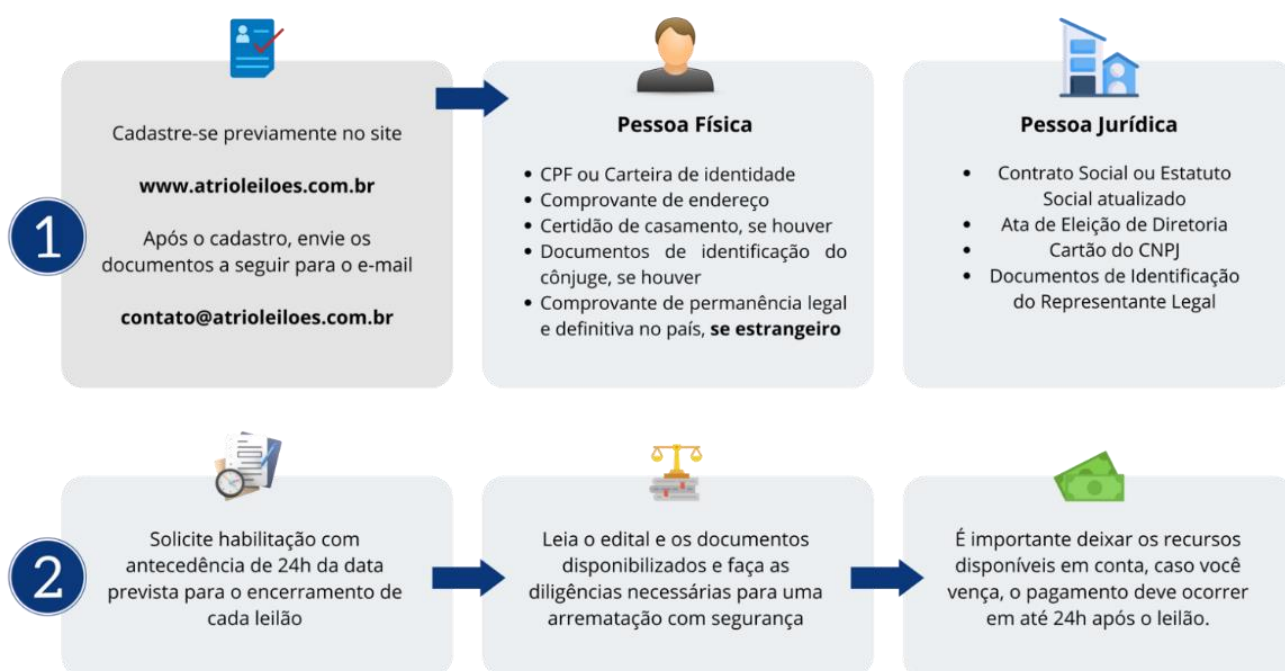 1
Cadastre-se previamente no site
www.atrioleiloes.com.br
Após o cadastro, envie os
documentos a seguir para o e-mail
contato@atrioleiloes.com.br
Pessoa Física
• CPF ou Carteira de identidade
• Comprovante de endereço
• Certidão de casamento, se houver
• Documentos de identificação do
cônjuge, se houver
• Comprovante de permanência legal
e definitiva no país, se estrangeiro
Pessoa Jurídica
• Contrato Social ou Estatuto
Social atualizado
• Ata de Eleição de Diretoria
• Cartão do CNPJ
• Documentos de Identificação
do Representante Legal
2
Solicite habilitação com
antecedência de 24h da data
prevista para o encerramento de
cada leilão
Leia o edital e os documentos
disponibilizados e faça as
diligências necessárias para uma
arrematação com segurança
É importante deixar os recursos
disponíveis em conta, caso você
vença, o pagamento deve ocorrer
em até 24h após o leilão.